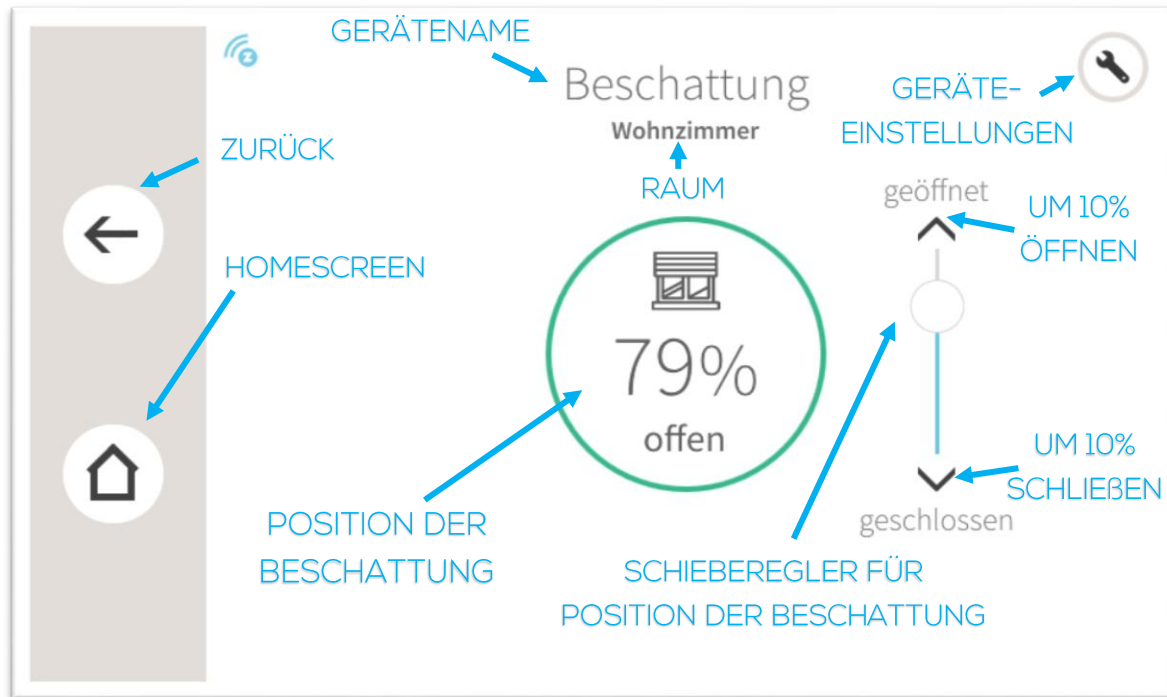 GERÄTENAME
Beschattung
Wohnzimmer
RAUM
GERÄTE-
EINSTELLUNGEN
ZURÜCK
HOMESCREEN
geöffnet
UM 10%
ÖFFNEN
79%
offen
UM 10%
SCHLIEßEN
geschlossen
POSITION DER
BESCHATTUNG
SCHIEBEREGLER FÜR
POSITION DER BESCHATTUNG
z